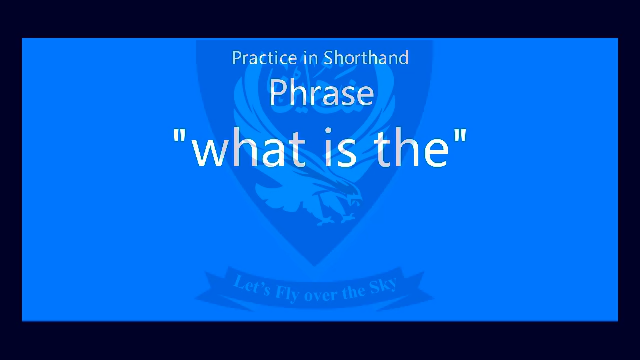 Practice in Shorthand
Phrase
"what is the"
Let's Fly over the Sky